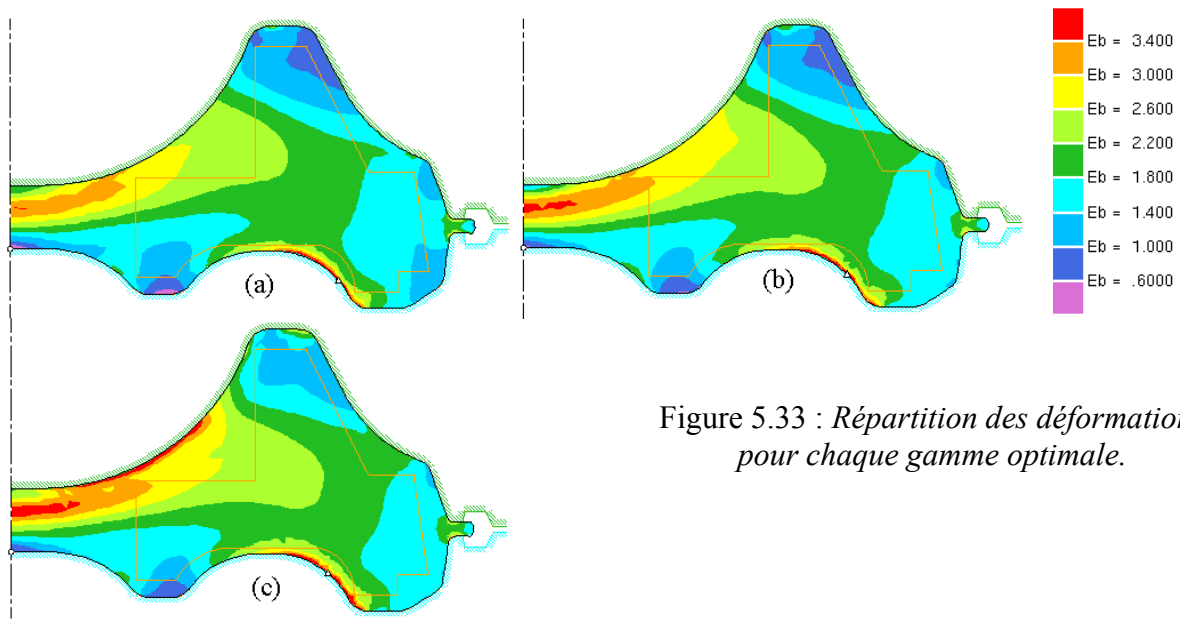 Eb = 3.400
Eb = 3.000
Eb = 2.600
Eb = 2.200
Eb = 1.800
Eb = 1.400
Eb = 1.000
Eb = .6000
(a)
(b)
(c)
Figure 5.33 : Répartition des déformation
pour chaque gamme optimale.